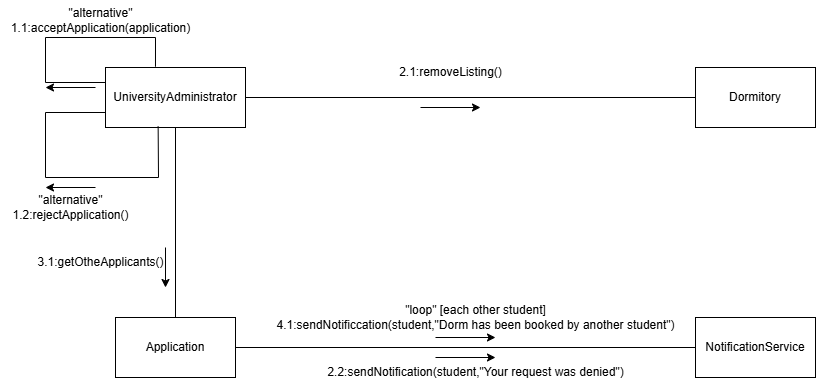 "alternative"
1.1:acceptApplication(application)
2.1:removeListing()
UniversityAdministrator
Dormitory
"alternative"
1.2:rejectApplication()
3.1:getOtheApplicants()
"loop" [each other student]
4.1:sendNotificcation(student,"Dorm has been booked by another student")
Application
NotificationService
2.2:sendNotification(student,"Your request was denied")